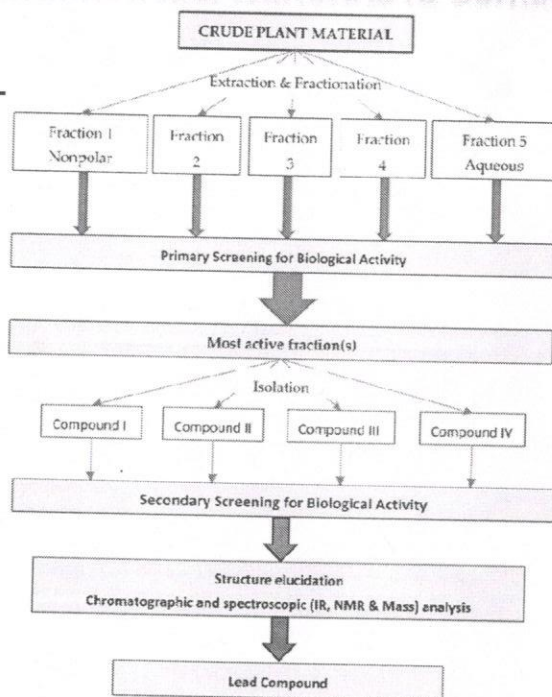 CRUDE PLANT MATERIAL
Extraction & Fractionation
Fraction 1
Nonpolar
Fraction
2
Fraction
3
Fraction
4
Fraction 5
Aqueous
Primary Screening for Biological Activity
Most active fraction(s)
Isolation
Compound I
Compound II
Compound III
Compound IV
Secondary Screening for Biological Activity
Structure elucidation
Chromatographic and spectroscopic (IR, NMR & Mass) analysis
Lead Compound